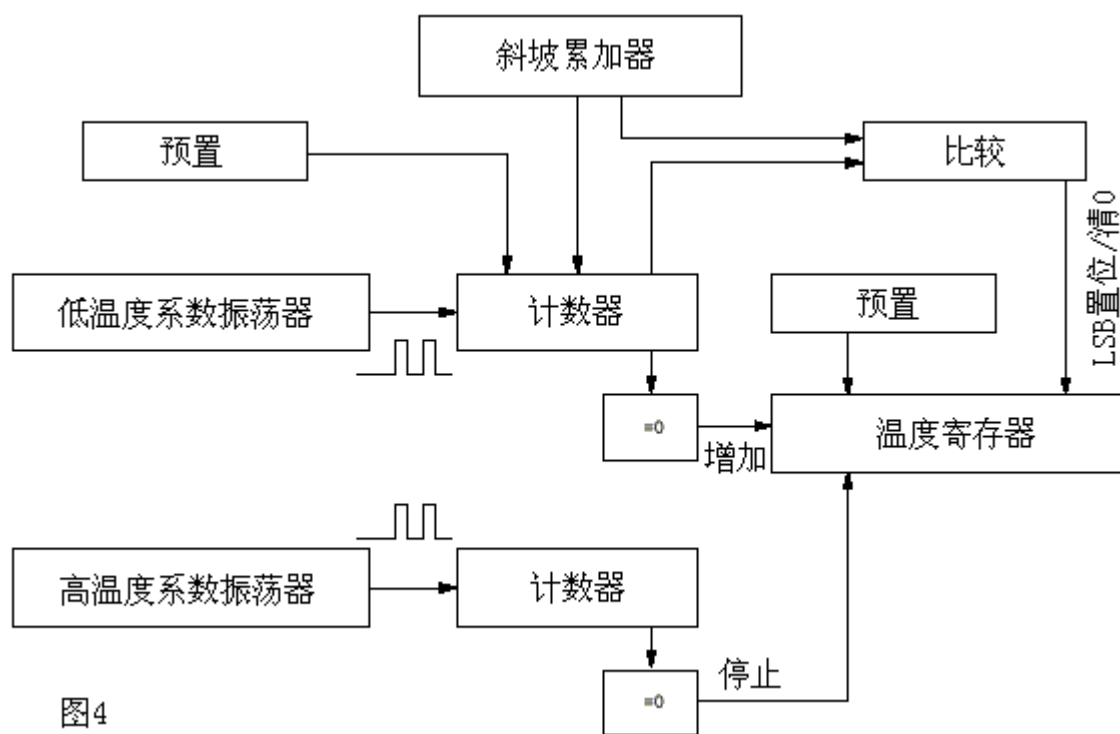 斜坡累加器
预置
比较
LSB置位/清0
低温度系数振荡器
计数器
预置
=0
增加
温度寄存器
高温度系数振荡器
计数器
=0
停止
图4